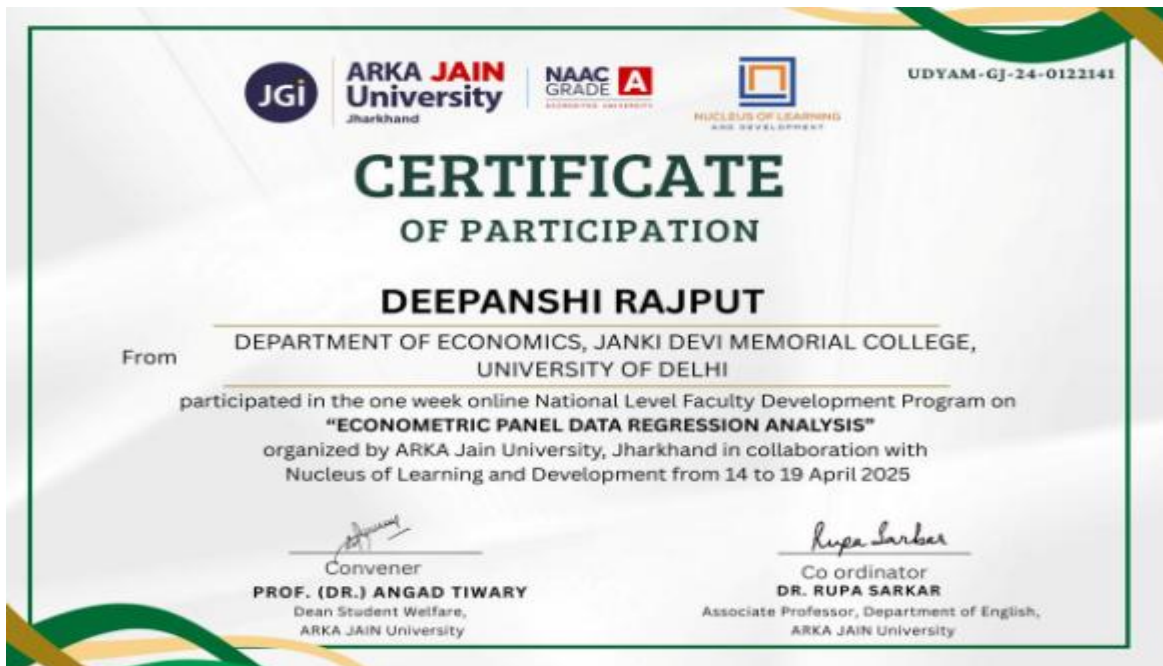 JGi
ARKA JAIN
University
Jharkhand
NAAC
GRADE A
ACCREDITED UNIVERSITY
NUCLEUS OF LEARNING
AND DEVELOPMENT
UDYAM-GJ-24-0122141
CERTIFICATE
OF PARTICIPATION
DEEPANSHI RAJPUT
From
DEPARTMENT OF ECONOMICS, JANKI DEVI MEMORIAL COLLEGE,
UNIVERSITY OF DELHI
participated in the one week online National Level Faculty Development Program on
“ECONOMETRIC PANEL DATA REGRESSION ANALYSIS”
organized by ARKA Jain University, Jharkhand in collaboration with
Nucleus of Learning and Development from 14 to 19 April 2025
Convener
PROF. (DR.) ANGAD TIWARY
Dean Student Welfare,
ARKA JAIN University
Rupa Sarkar
Co ordinator
DR. RUPA SARKAR
Associate Professor, Department of English,
ARKA JAIN University